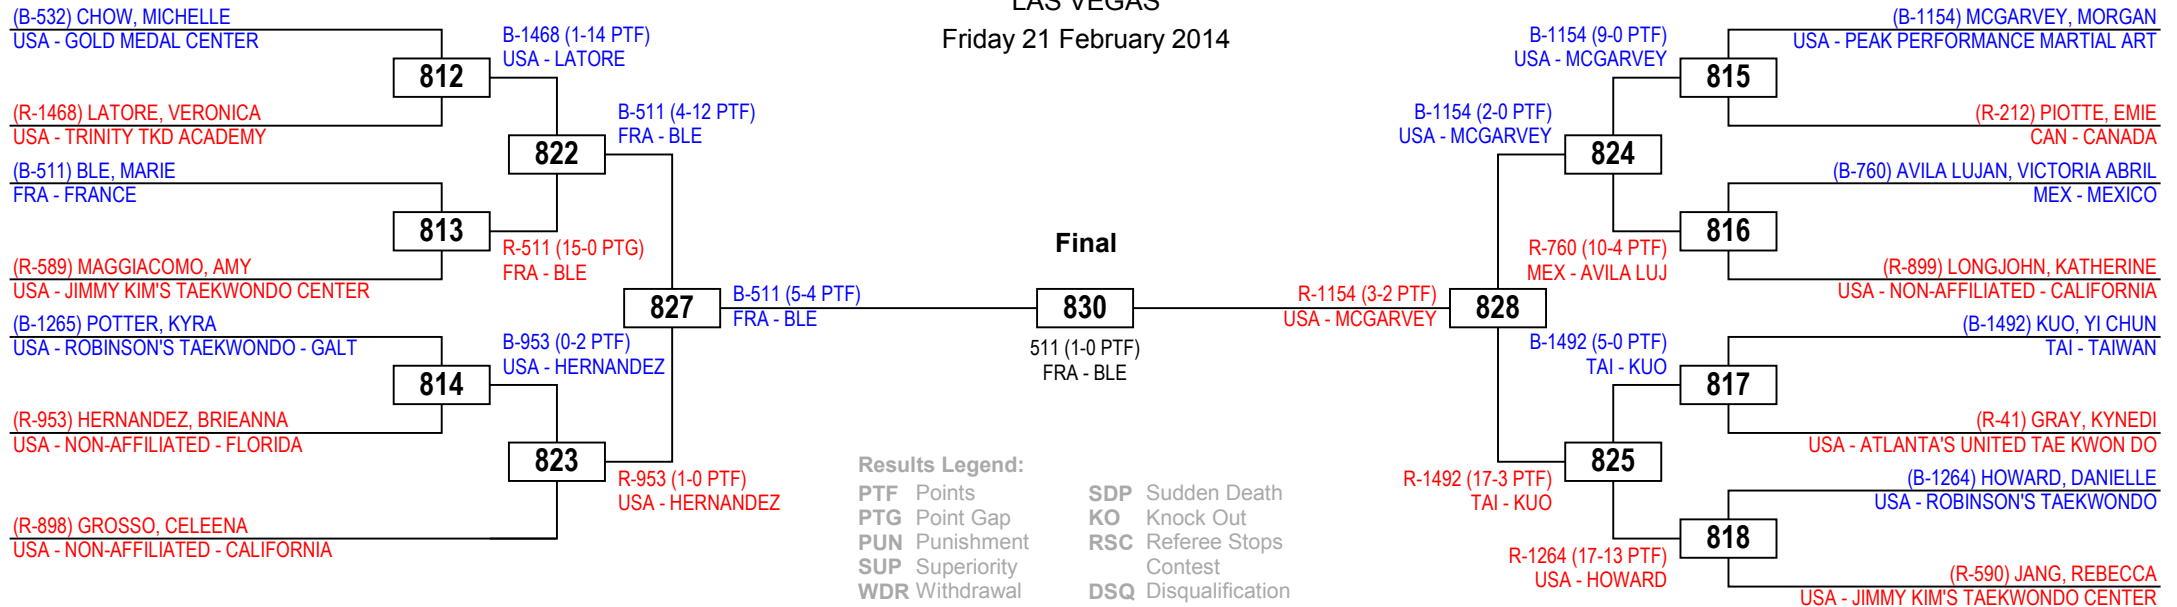 LAS VEGAS
Friday 21 February 2014
(B-532) CHOW, MICHELLE
USA - GOLD MEDAL CENTER
812
(R-1468) LATORE, VERONICA
USA - TRINITY TKD ACADEMY
B-1468 (1-14 PTF)
USA - LATORE
822
(B-511) BLE, MARIE
FRA - FRANCE
813
(R-589) MAGGIACOMO, AMY
USA - JIMMY KIM'S TAEKWONDO CENTER
R-511 (15-0 PTG)
FRA - BLE
B-511 (4-12 PTF)
FRA - BLE
827
(B-1265) POTTER, KYRA
USA - ROBINSON'S TAEKWONDO - GALT
814
(R-953) HERNANDEZ, BRIEANNA
USA - NON-AFFILIATED - FLORIDA
B-953 (0-2 PTF)
USA - HERNANDEZ
823
(R-898) GROSSO, CELEENA
USA - NON-AFFILIATED - CALIFORNIA
R-953 (1-0 PTF)
USA - HERNANDEZ
B-511 (5-4 PTF)
FRA - BLE
Final
830
511 (1-0 PTF)
FRA - BLE
R-1154 (3-2 PTF)
USA - MCGARVEY
828
B-1154 (2-0 PTF)
USA - MCGARVEY
824
B-1154 (9-0 PTF)
USA - MCGARVEY
815
(B-1154) MCGARVEY, MORGAN
USA - PEAK PERFORMANCE MARTIAL ART
(R-212) PIOTTE, EMIE
CAN - CANADA
R-760 (10-4 PTF)
MEX - AVILA LUJ
816
(B-760) AVILA LUJAN, VICTORIA ABRIL
MEX - MEXICO
(R-899) LONGJOHN, KATHERINE
USA - NON-AFFILIATED - CALIFORNIA
R-1492 (17-3 PTF)
TAI - KUO
825
B-1492 (5-0 PTF)
TAI - KUO
817
(B-1492) KUO, YI CHUN
TAI - TAIWAN
(R-41) GRAY, KYNEDI
USA - ATLANTA'S UNITED TAE KWON DO
R-1264 (17-13 PTF)
USA - HOWARD
818
(B-1264) HOWARD, DANIELLE
USA - ROBINSON'S TAEKWONDO
(R-590) JANG, REBECCA
USA - JIMMY KIM'S TAEKWONDO CENTER
Results Legend:
PTF Points
PTG Point Gap
PUN Punishment
SUP Superiority
WDR Withdrawal
SDP Sudden Death
KO Knock Out
RSC Referee Stops
Contest
DSQ Disqualification